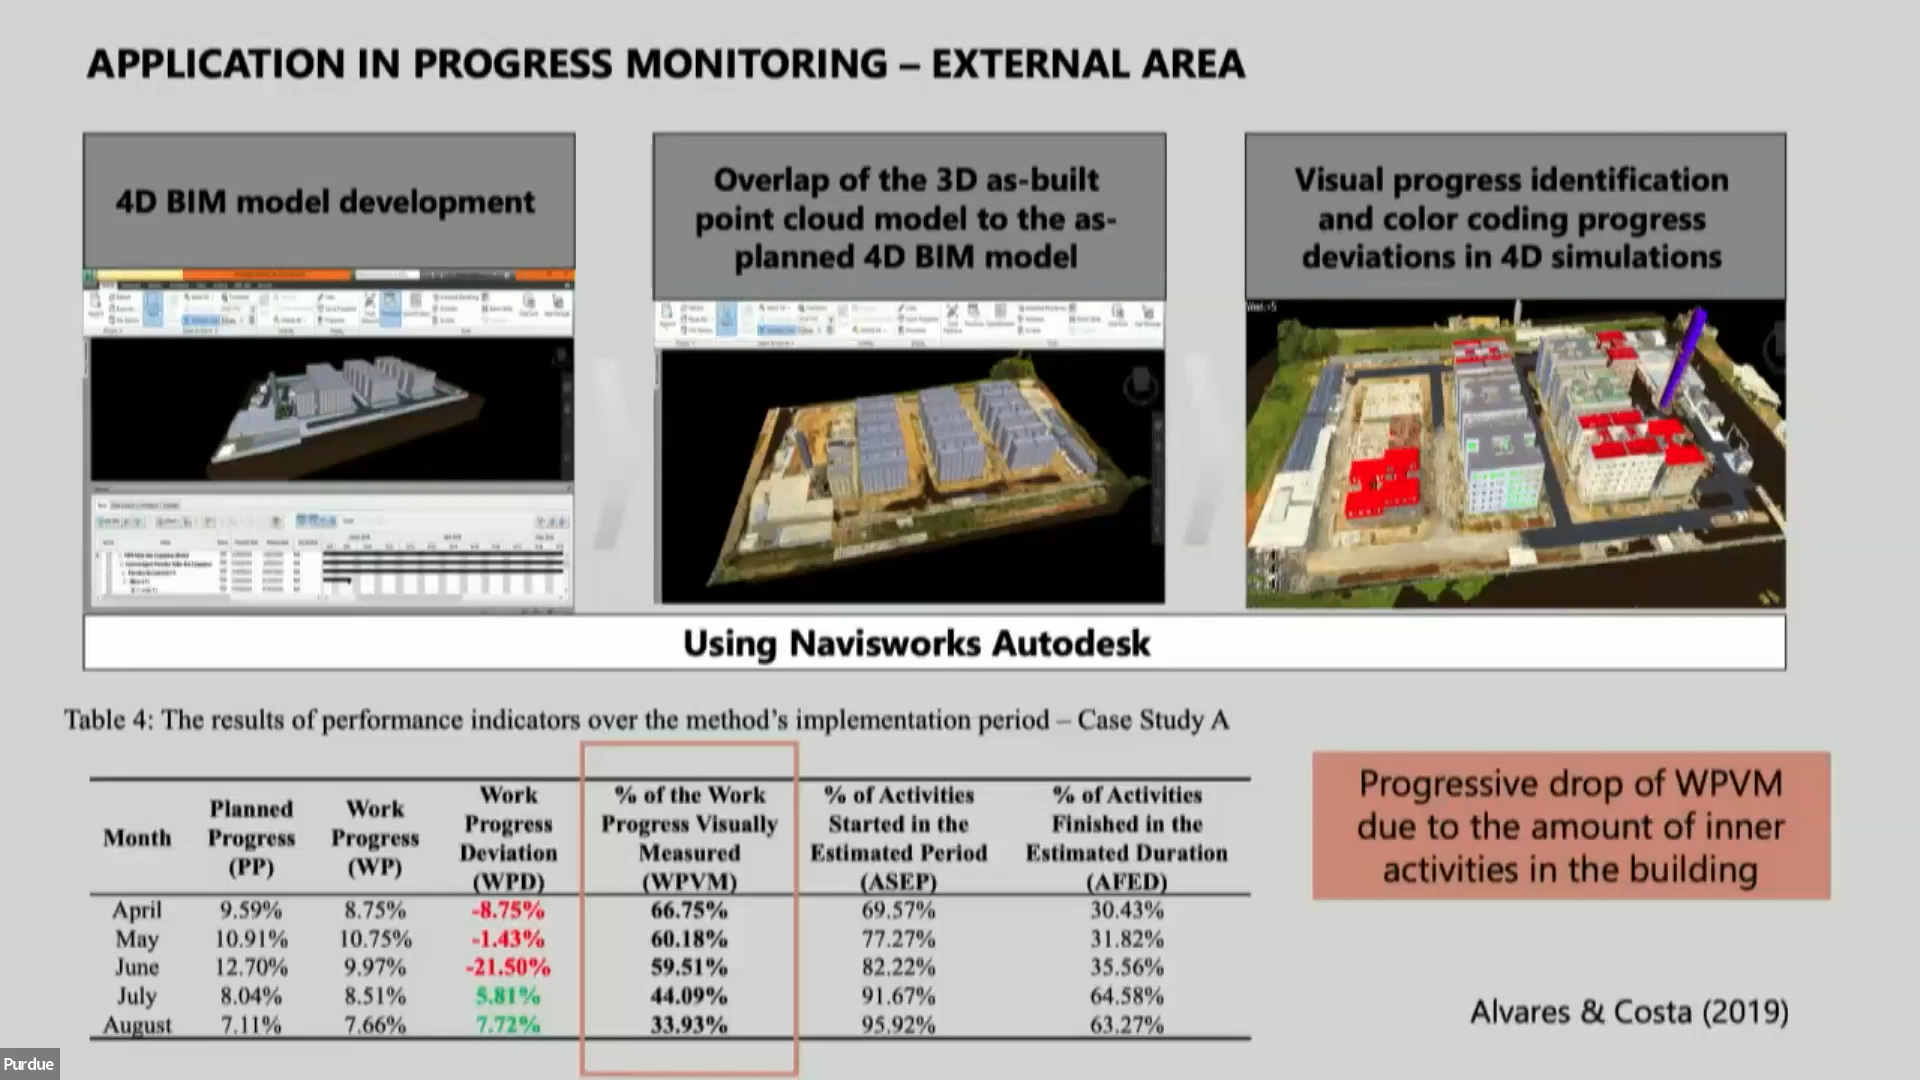 APPLICATION IN PROGRESS MONITORING – EXTERNAL AREA
4D BIM model development
Overlap of the 3D as-built
point cloud model to the as-
planned 4D BIM model
Visual progress identification
and color coding progress
deviations in 4D simulations
Using Navisworks Autodesk
Table 4: The results of performance indicators over the method's implementation period – Case Study A
Month
Planned
Progress
(PP)
Work
Progress
(WP)
Work
Progress
Deviation
(WPD)
% of the Work
Progress Visually
Measured
(WPVM)
% of Activities
Started in the
Estimated Period
(ASEP)
% of Activities
Finished in the
Estimated Duration
(AFED)
April 9.59% 8.75% -8.75% 66.75% 69.57% 30.43%
May 10.91% 10.75% -1.43% 60.18% 77.27% 31.82%
June 12.70% 9.97% -21.50% 59.51% 82.22% 35.56%
July 8.04% 8.51% 5.81% 44.09% 91.67% 64.58%
August 7.11% 7.66% 7.72% 33.93% 95.92% 63.27%
Progressive drop of WPVM
due to the amount of inner
activities in the building
Alvares & Costa (2019)
Purdue